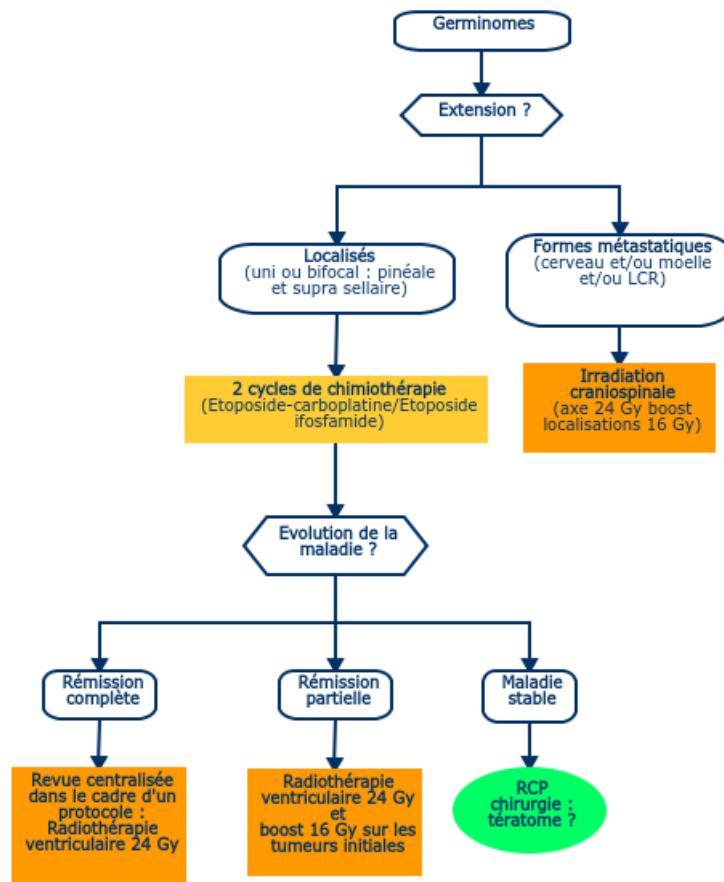 Germinomes
Extension ?
Localisés
(uni ou bifocal : pinéale
et supra sellaire)
Formes métastatiques
(cerveau et/ou moelle
et/ou LCR)
2 cycles de chimiothérapie
(Etoposide-carboplatine/Etoposide
ifosfamide)
Irradiation
craniospinale
(axe 24 Gy boost
localisations 16 Gy)
Evolution de la
maladie ?
Rémission
complète
Rémission
partielle
Maladie
stable
Revue centralisée
dans le cadre d'un
protocole :
Radiothérapie
ventriculaire 24 Gy
Radiothérapie
ventriculaire 24 Gy
et
boost 16 Gy sur les
tumeurs initiales
RCP
chirurgie :
tératome ?